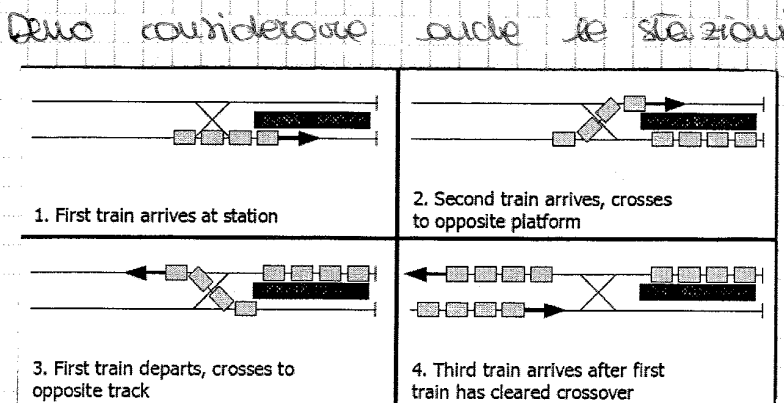 Devo considerare anche le stazioni
1. First train arrives at station
2. Second train arrives, crosses
to opposite platform
3. First train departs, crosses to
opposite track
4. Third train arrives after first
train has cleared crossover